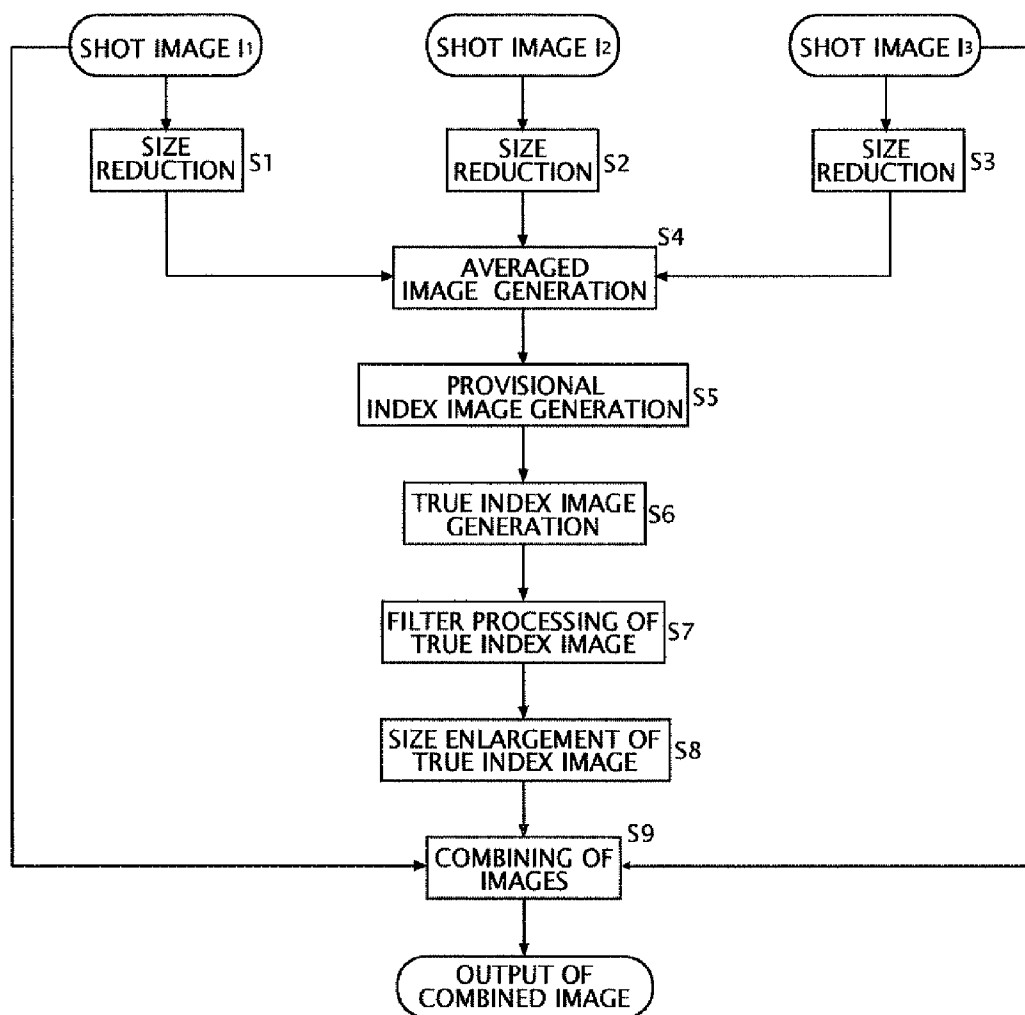 SHOT IMAGE I1
SHOT IMAGE I2
SHOT IMAGE I3
SIZE
REDUCTION
S1
SIZE
REDUCTION
S2
SIZE
REDUCTION
S3
S4
AVERAGED
IMAGE GENERATION
PROVISIONAL
INDEX IMAGE GENERATION
S5
TRUE INDEX IMAGE
GENERATION
S6
FILTER PROCESSING OF
TRUE INDEX IMAGE
S7
SIZE ENLARGEMENT OF
TRUE INDEX IMAGE
S8
S9
COMBINING OF
IMAGES
OUTPUT OF
COMBINED IMAGE